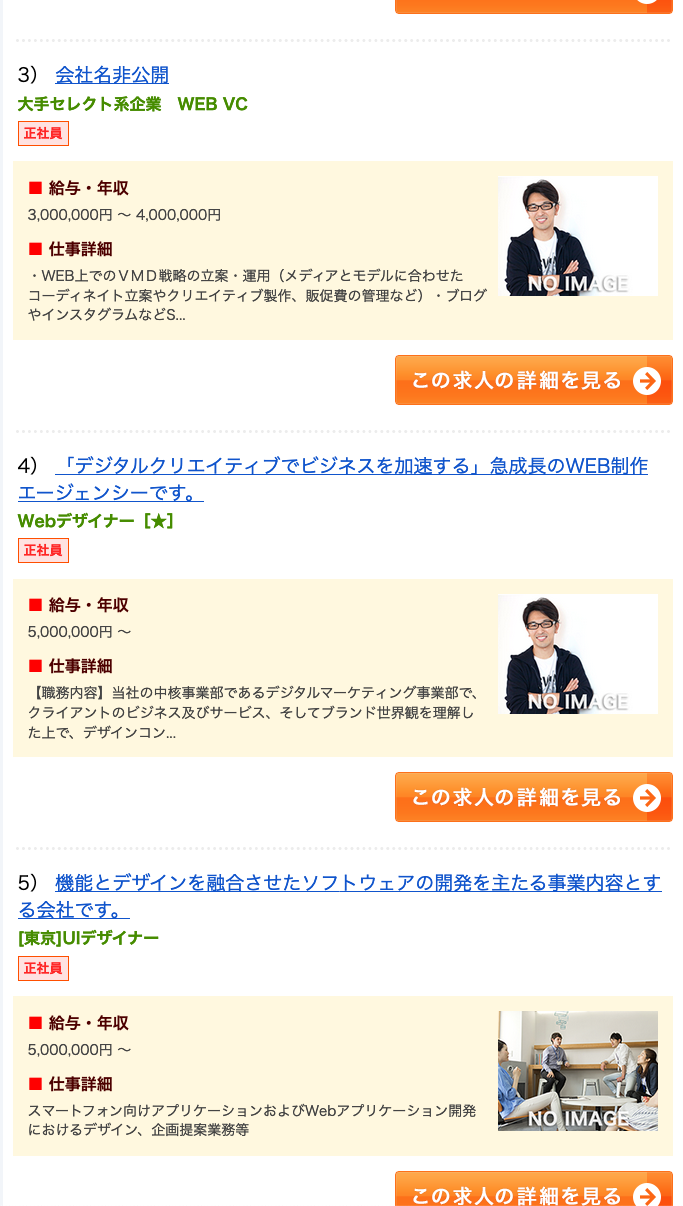 3） 会社名非公開
大手セレクト系企業　WEB VC
正社員
■ 給与・年収
3,000,000円 〜 4,000,000円
■ 仕事詳細
・WEB上でのＶＭＤ戦略の立案・運用（メディアとモデルに合わせた
コーディネイト立案やクリエイティブ製作、販促費の管理など）・ブログ
やインスタグラムなどS...
NO IMAGE
この求人の詳細を見る
4） 「デジタルクリエイティブでビジネスを加速する」急成長のWEB制作
エージェンシーです。
Webデザイナー［★］
正社員
■ 給与・年収
5,000,000円 〜
■ 仕事詳細
【職務内容】当社の中核事業部であるデジタルマーケティング事業部で、
クライアントのビジネス及びサービス、そしてブランド世界観を理解し
た上で、デザインコン...
NO IMAGE
この求人の詳細を見る
5） 機能とデザインを融合させたソフトウェアの開発を主たる事業内容とす
る会社です。
[東京]UIデザイナー
正社員
■ 給与・年収
5,000,000円 〜
■ 仕事詳細
スマートフォン向けアプリケーションおよびWebアプリケーション開発
におけるデザイン、企画提案業務等
NO IMAGE
この求人の詳細を見る